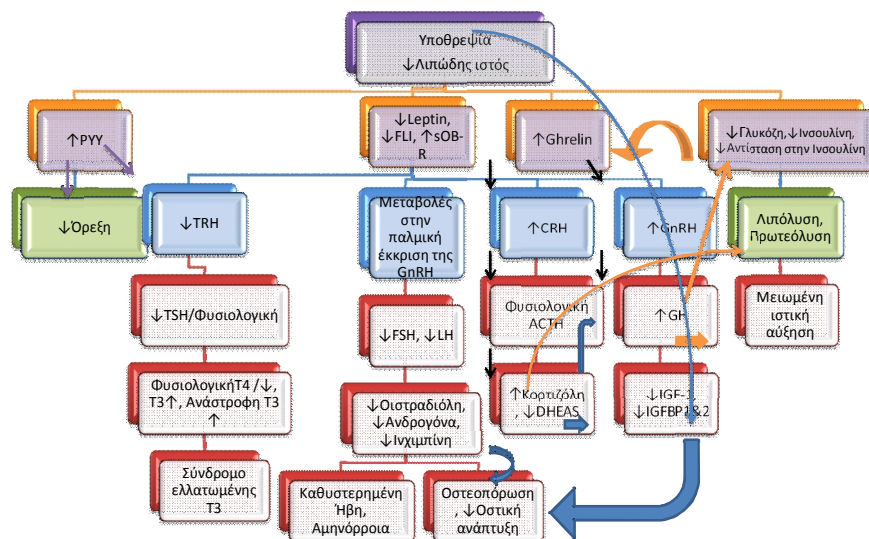 Υποθρεψία
↓Λιπώδης ιστός
↑PYY
↓Leptin,
↓FLI, ↑sOB-
R
↑Ghrelin
↓Γλυκόζη, ↓Ινσουλίνη,
↓Αντίσταση στην Ινσουλίνη
↓Όρεξη
↓TRH
Μεταβολές
στην
παλμική
έκκριση της
GnRH
↑CRH
↑GnRH
Λιπόλυση,
Πρωτεόλυση
↓TSH/Φυσιολογική
↓FSH, ↓LH
Φυσιολογική
ACTH
↑GH
Μειωμένη
ιστική
αύξηση
ΦυσιολογικήT4 /↓,
T3↑, Ανάστροφη T3
↑
↓Οιστραδιόλη,
↓Ανδρογόνα,
↓Ινχιμπίνη
↑Κορτιζόλη
, ↓DHEAS
↓IGF-1,
↓IGFBP1&2
Σύνδρομο
ελλατωμένης
T3
Καθυστερημένη
Ήβη,
Αμηνόρροια
Οστεοπόρωση
, ↓Οστική
ανάπτυξη